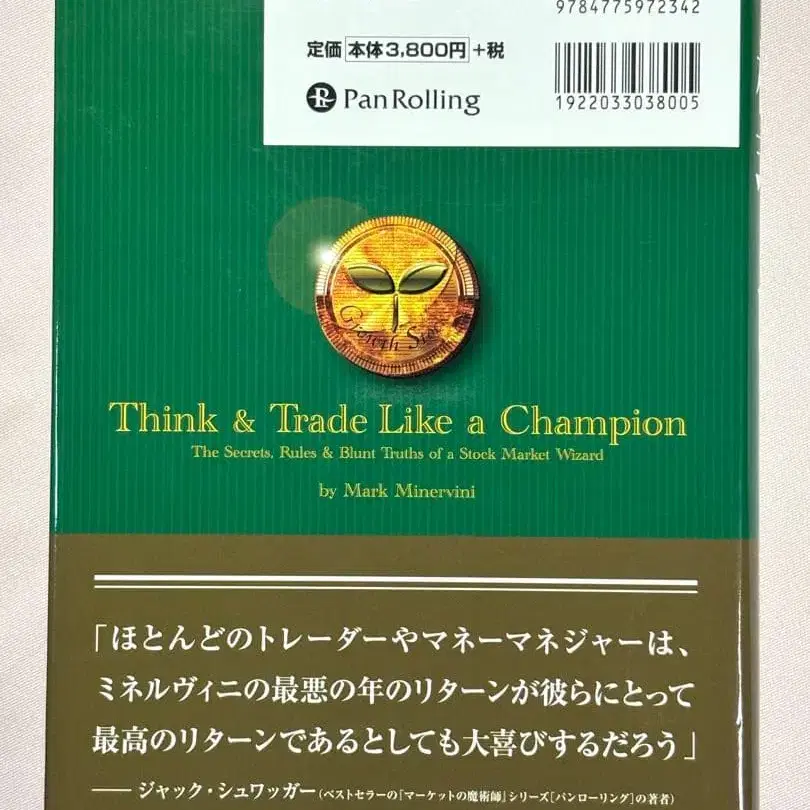 9784775972342
定価 本体3,800円 +税
PanRolling
1922033038005
Growth Stock
Think & Trade Like a Champion
The Secrets, Rules & Blunt Truths of a Stock Market Wizard
by Mark Minervini
「ほとんどのトレーダーやマネーマネジャーは、
ミネルヴィニの最悪の年のリターンが彼らにとって
最高のリターンであるとしても大喜びするだろう」
── ジャック・シュワッガー(ベストセラーの『マーケットの魔術師』シリーズ[パンローリング]の著者)